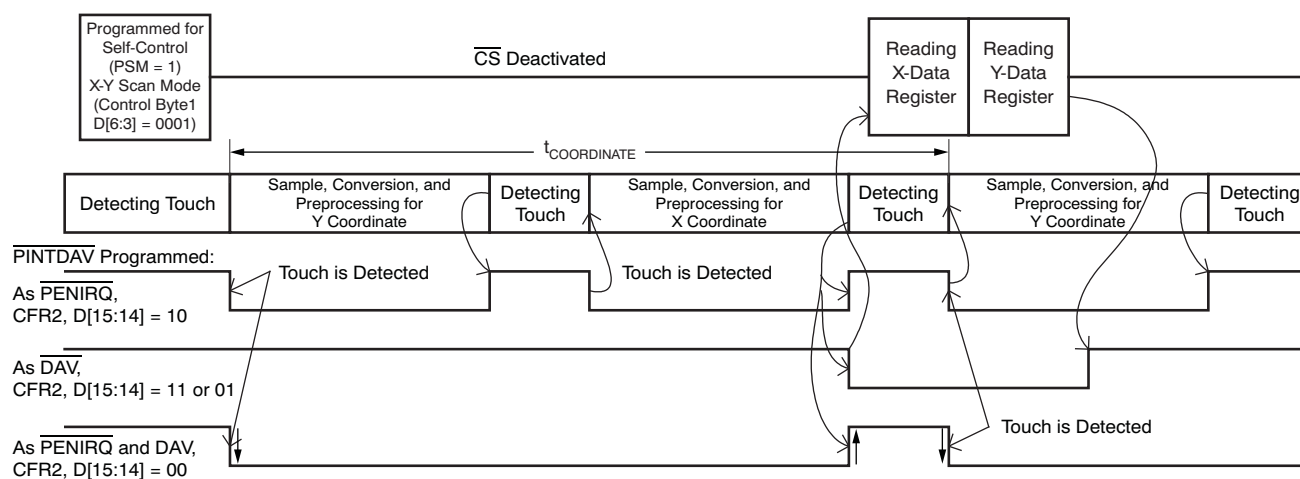 Programmed for
Self-Control
(PSM = 1)
X-Y Scan Mode
(Control Byte1
D[6:3] = 0001)
CS Deactivated
Reading
X-Data
Register
Reading
Y-Data
Register
tCOORDINATE
Detecting Touch
Sample, Conversion, and
Preprocessing for
Y Coordinate
Detecting
Touch
Sample, Conversion, and
Preprocessing for
X Coordinate
Detecting
Touch
Sample, Conversion, and
Preprocessing for
Y Coordinate
Detecting
Touch
PINTDAV Programmed:
Touch is Detected
Touch is Detected
As PENIRQ,
CFR2, D[15:14] = 10
As DAV,
CFR2, D[15:14] = 11 or 01
Touch is Detected
As PENIRQ and DAV,
CFR2, D[15:14] = 00